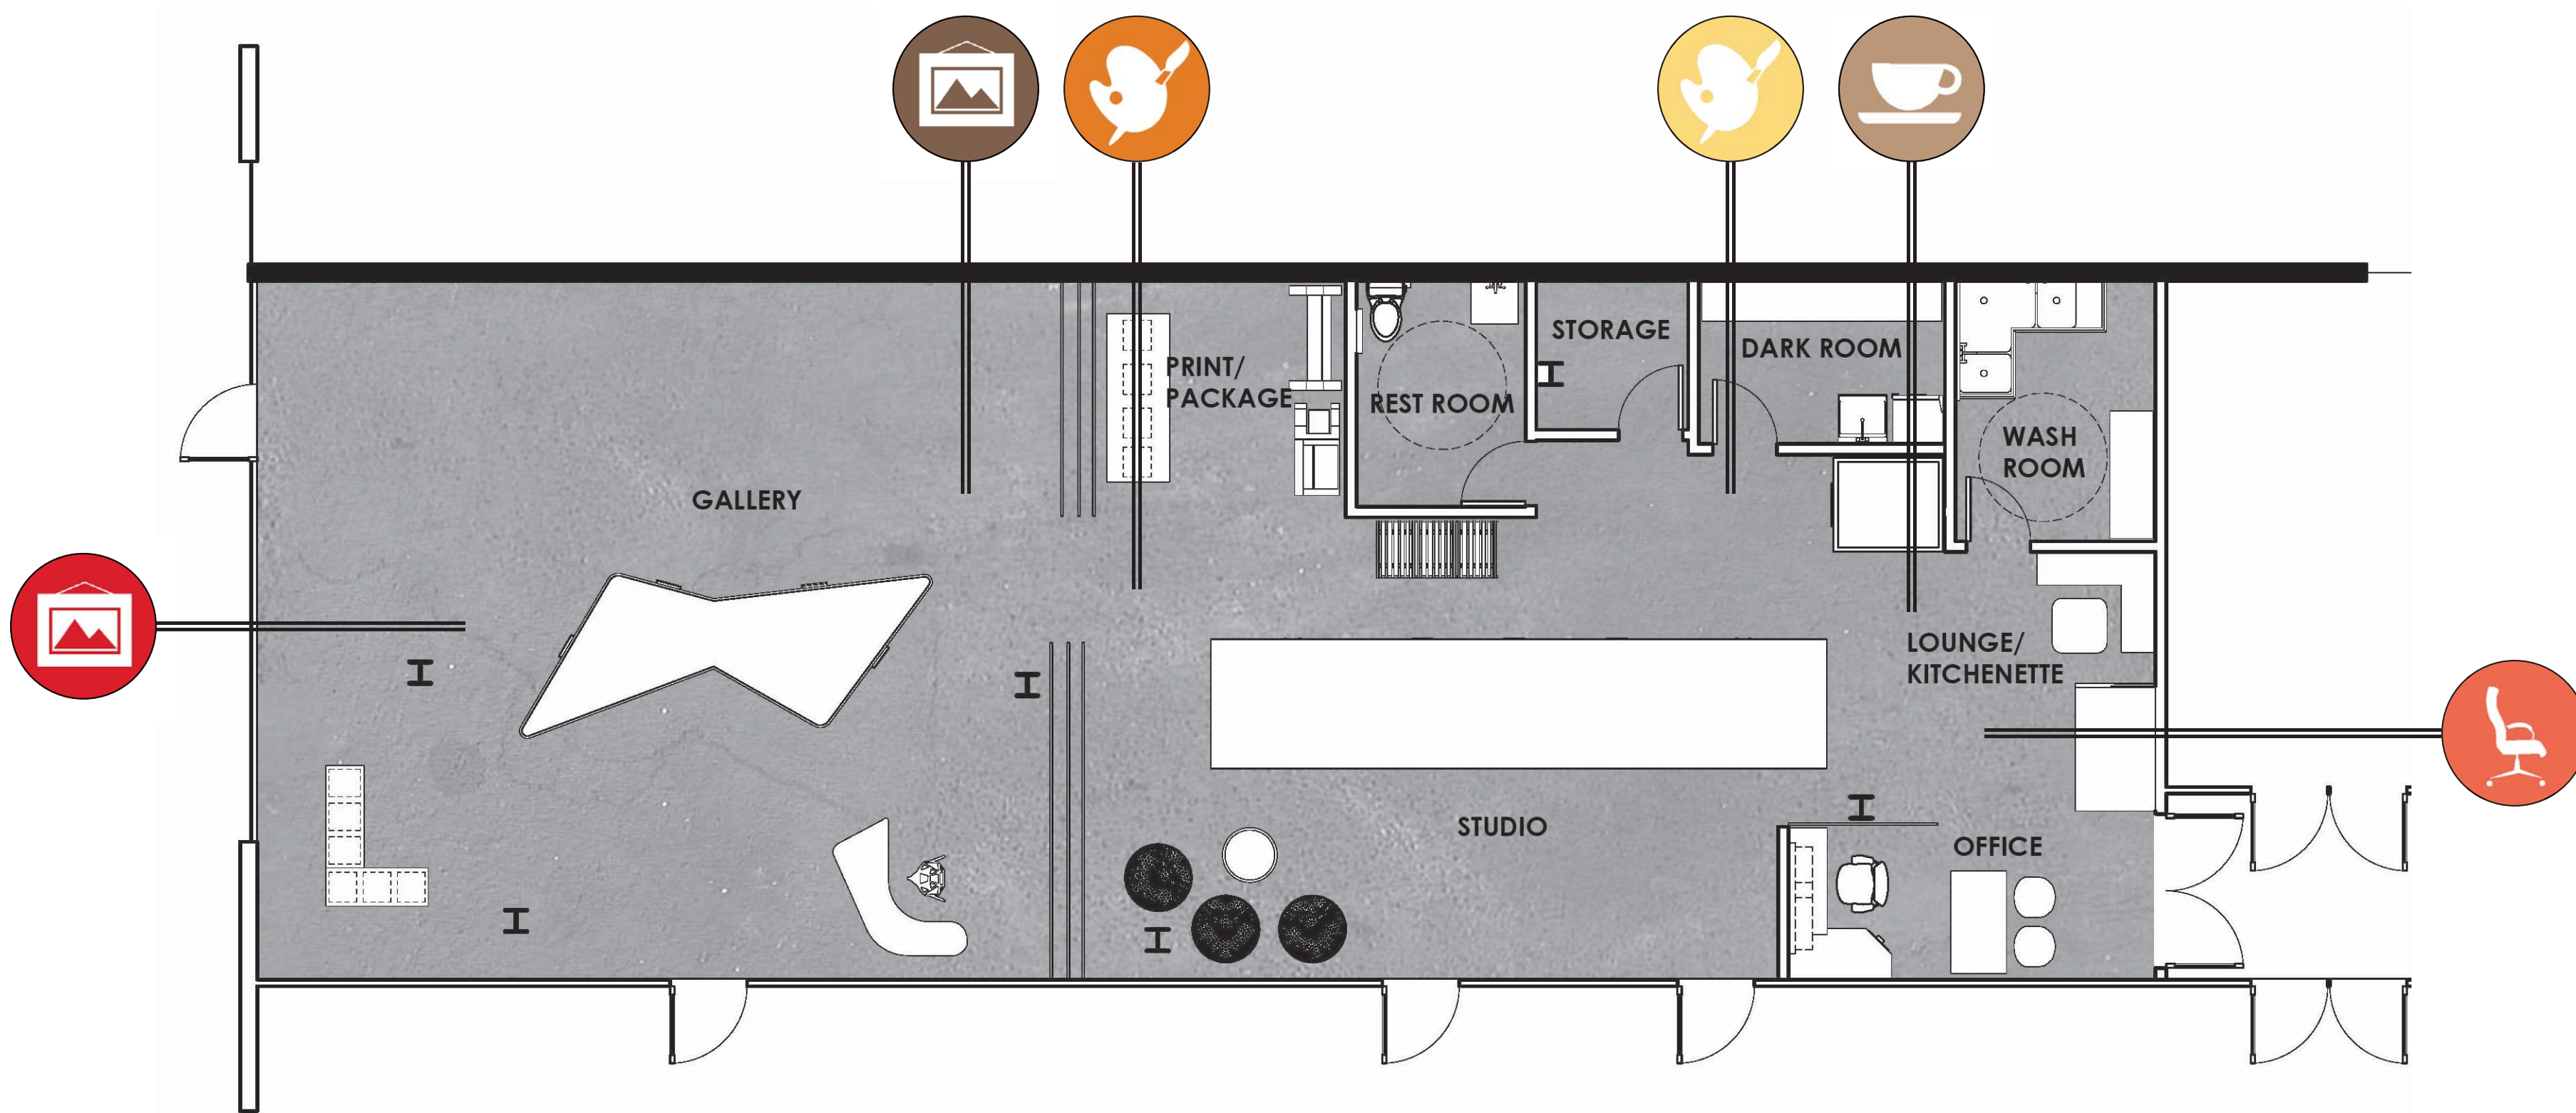 PRINT/
PACKAGE
REST ROOM
STORAGE
DARK ROOM
WASH
ROOM
GALLERY
LOUNGE/
KITCHENETTE
STUDIO
OFFICE